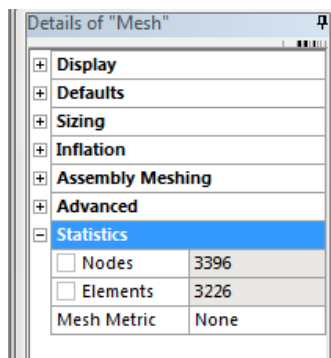 Details of "Mesh"
Display
Defaults
Sizing
Inflation
Assembly Meshing
Advanced
Statistics
Nodes 3396
Elements 3226
Mesh Metric None